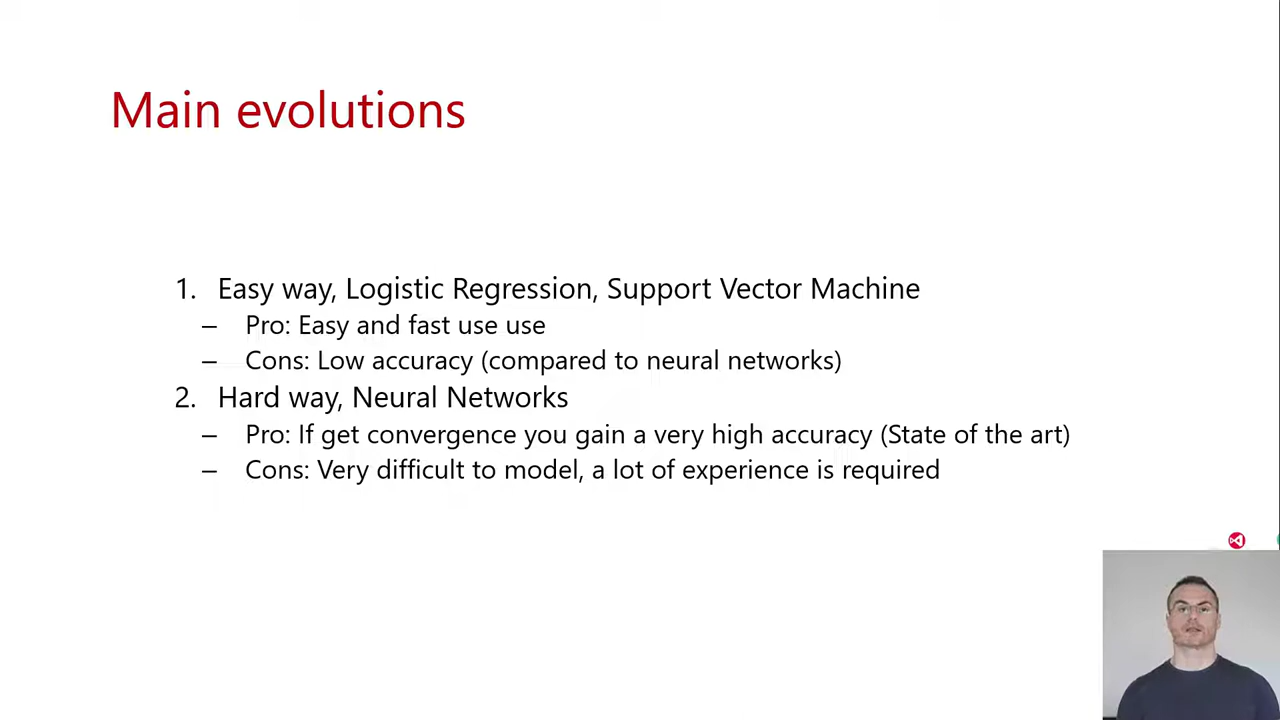 Main evolutions
1. Easy way, Logistic Regression, Support Vector Machine
– Pro: Easy and fast use use
– Cons: Low accuracy (compared to neural networks)
2. Hard way, Neural Networks
– Pro: If get convergence you gain a very high accuracy (State of the art)
– Cons: Very difficult to model, a lot of experience is required